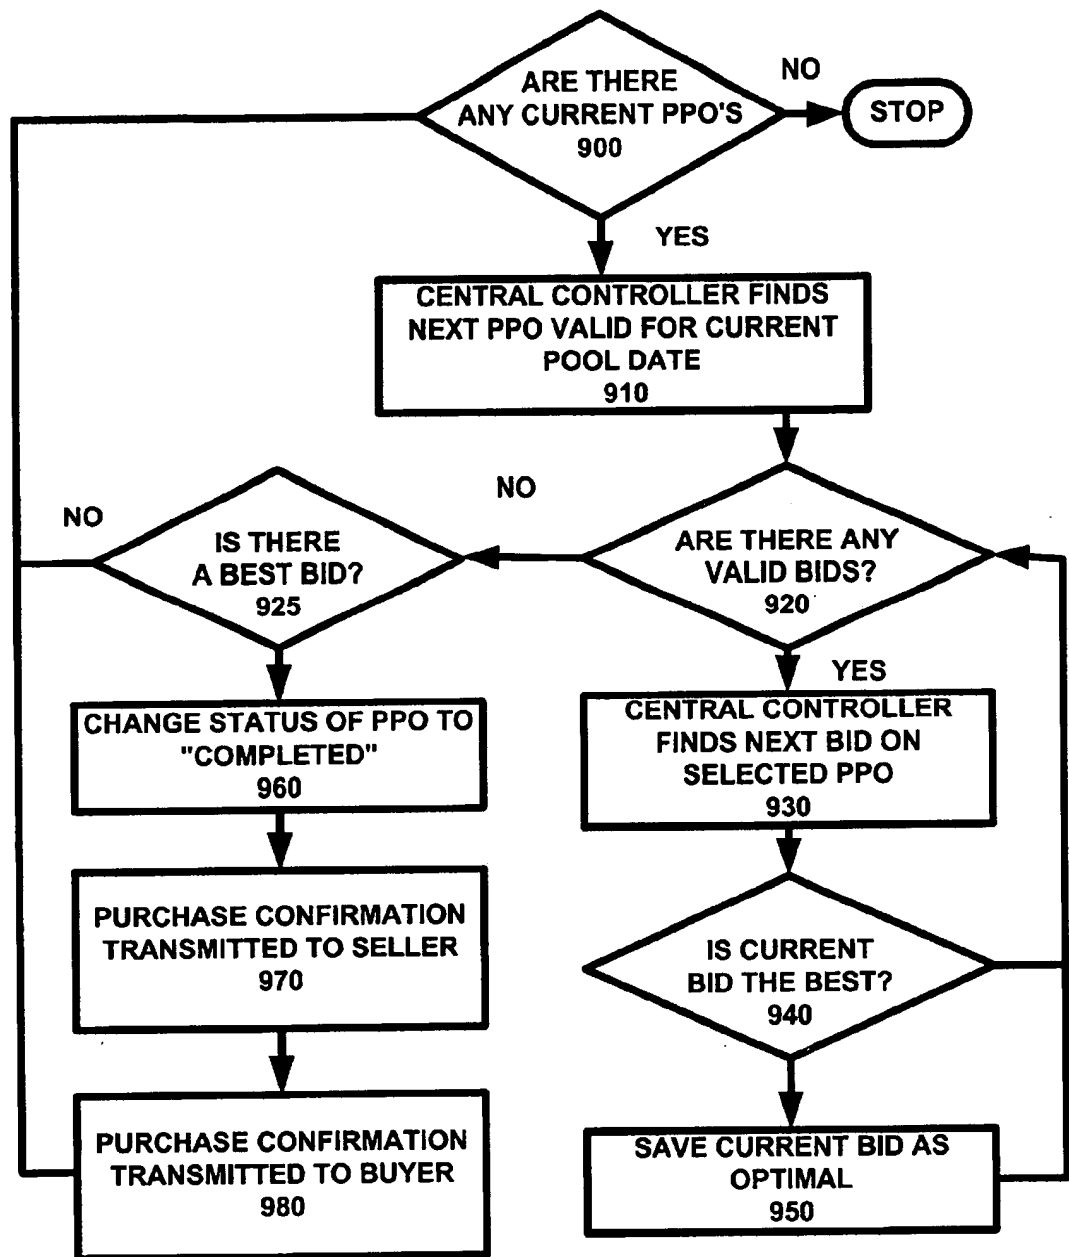 ARE THERE
ANY CURRENT PPO'S
900
NO
STOP
YES
CENTRAL CONTROLLER FINDS
NEXT PPO VALID FOR CURRENT
POOL DATE
910
NO
NO
IS THERE
A BEST BID?
925
ARE THERE ANY
VALID BIDS?
920
YES
CHANGE STATUS OF PPO TO
"COMPLETED"
960
CENTRAL CONTROLLER
FINDS NEXT BID ON
SELECTED PPO
930
PURCHASE CONFIRMATION
TRANSMITTED TO SELLER
970
IS CURRENT
BID THE BEST?
940
PURCHASE CONFIRMATION
TRANSMITTED TO BUYER
980
SAVE CURRENT BID AS
OPTIMAL
950